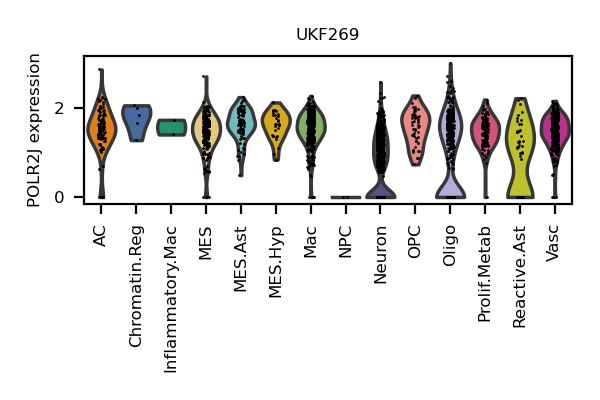 UKF269
POLR2J expression
2
0
AC
Chromatin.Reg
Inflammatory.Mac
MES
MES.Ast
MES.Hyp
Mac
NPC
Neuron
OPC
Oligo
Prolif.Metab
Reactive.Ast
Vasc